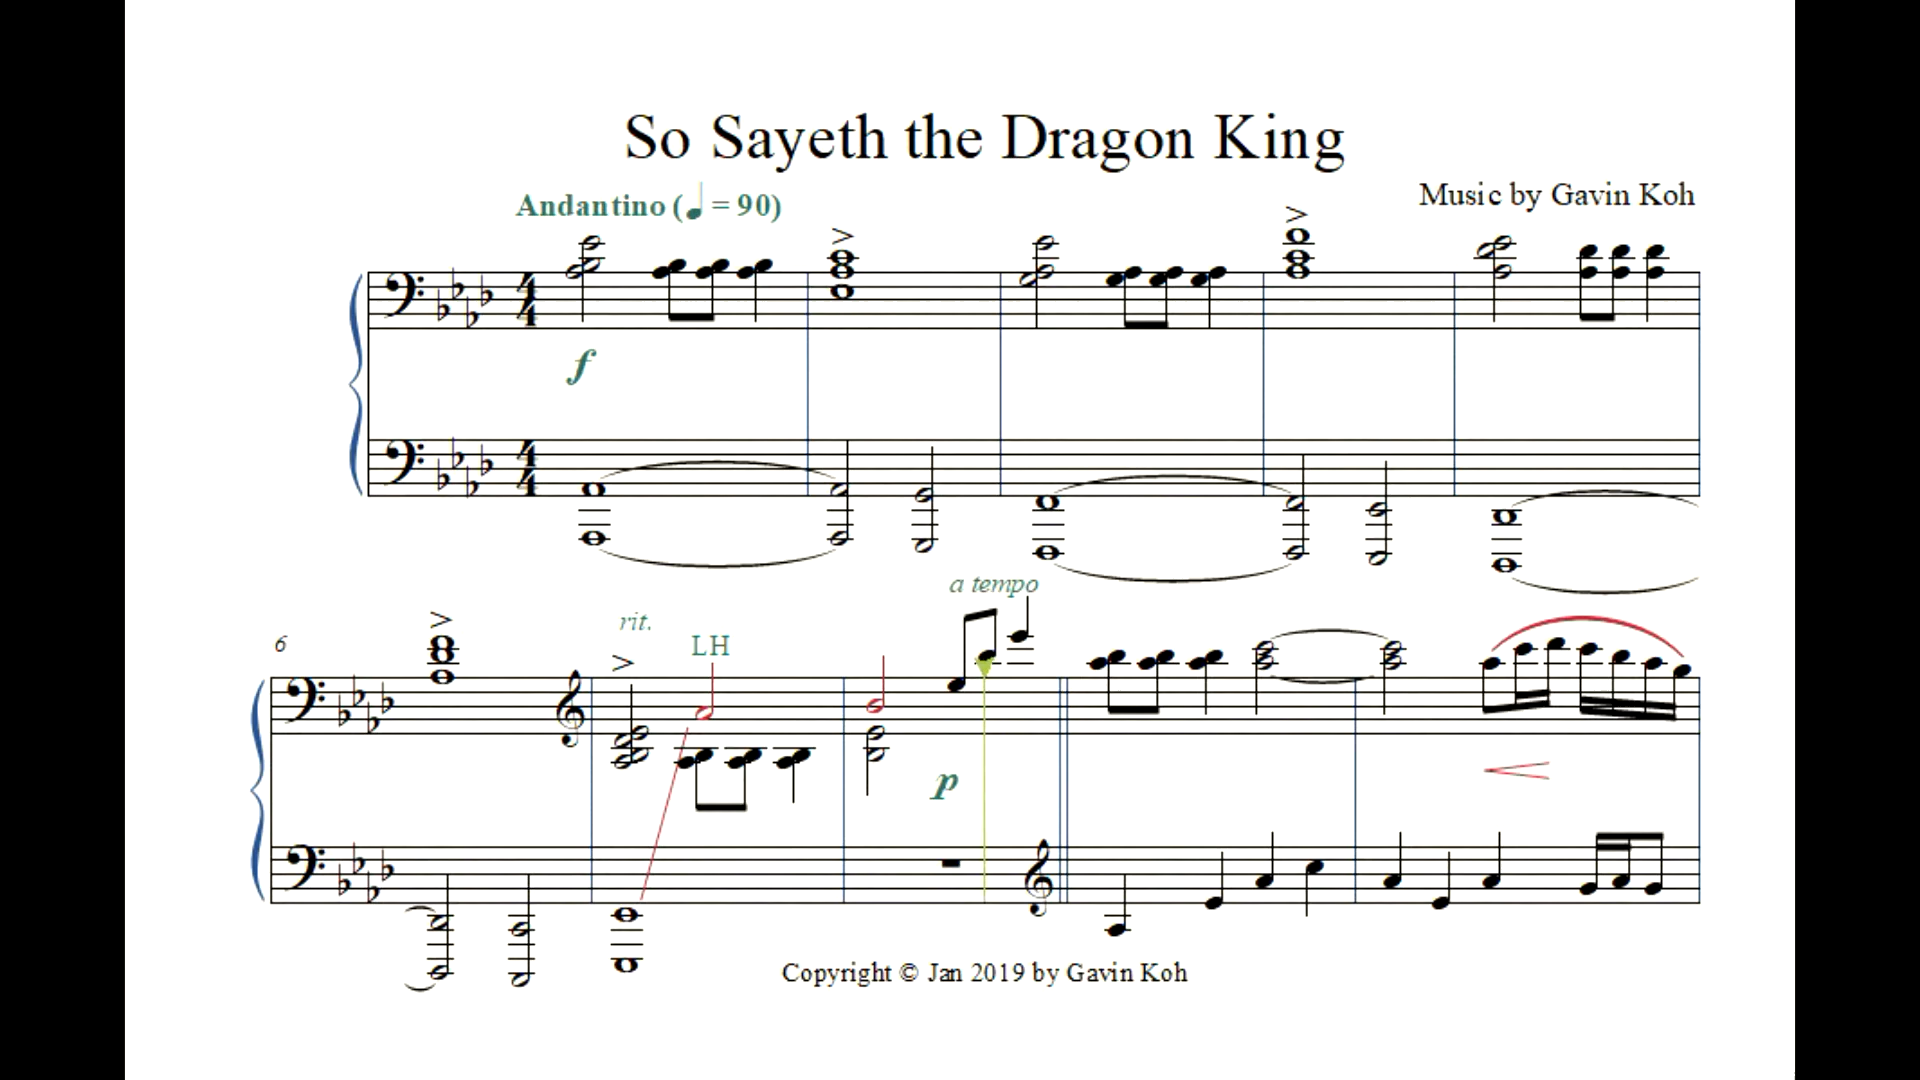 So Sayeth the Dragon King
Andantino (♩ = 90)
Music by Gavin Koh
f
a tempo
6
rit.
LH
p
Copyright © Jan 2019 by Gavin Koh